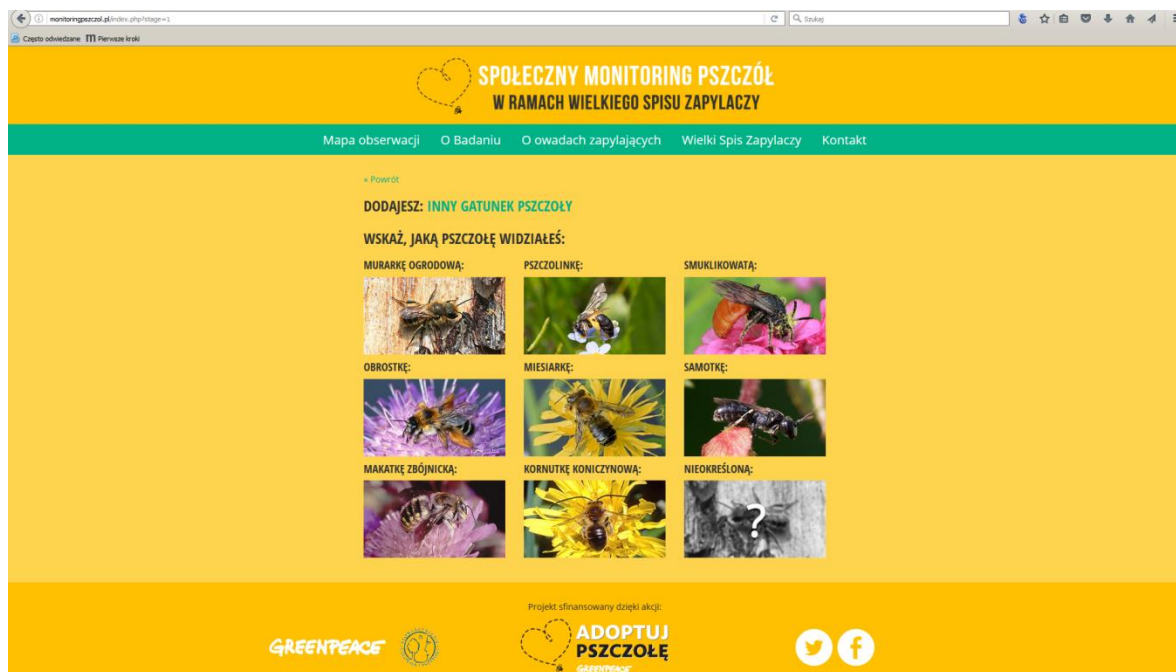 monitoringpszczol.pl/index.php?stage=1
Szukaj
Często odwiedzane Pierwsze kroki
SPOŁECZNY MONITORING PSZCZÓŁ
W RAMACH WIELKIEGO SPISU ZAPYLACZY
Mapa obserwacji O Badaniu O owadach zapylających Wielki Spis Zapylaczy Kontakt
« Powrót
DODAJESZ: INNY GATUNEK PSZCZOŁY
WSKAŻ, JAKĄ PSZCZOŁĘ WIDZIAŁEŚ:
MURARKĘ OGRODOWĄ: PSZCZOLINKĘ: SMUKLIKOWATĄ:
OBROSTKĘ: MIESIARKĘ: SAMOTKĘ:
MAKATKĘ ZBÓJNICKĄ: KORNUTKĘ KONICZYNOWĄ: NIEOKREŚLONĄ:
?
Projekt sfinansowany dzięki akcji:
GREENPEACE
ADOPTUJ
PSZCZOŁĘ
GREENPEACE